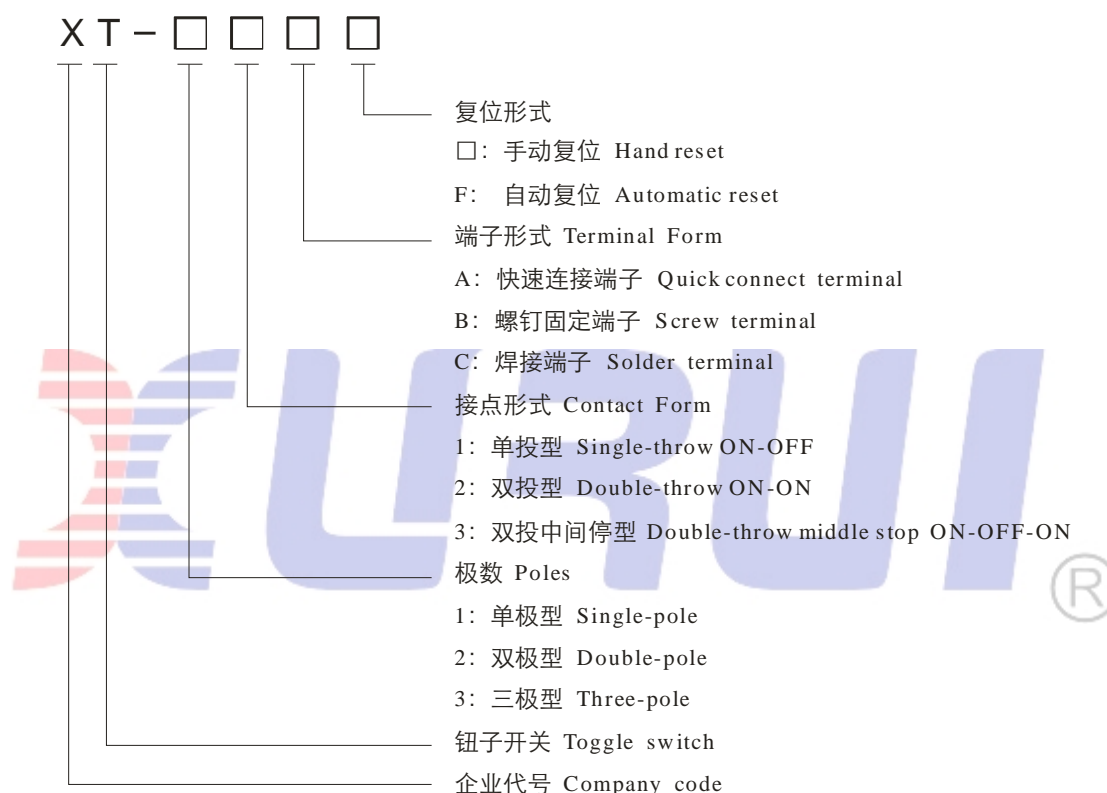 XT-□□□□
复位形式
□：手动复位 Hand reset
F： 自动复位 Automatic reset
端子形式 Terminal Form
A：快速连接端子 Quick connect terminal
B：螺钉固定端子 Screw terminal
C：焊接端子 Solder terminal
接点形式 Contact Form
1：单投型 Single-throw ON-OFF
2：双投型 Double-throw ON-ON
3：双投中间停型 Double-throw middle stop ON-OFF-ON
极数 Poles
1：单极型 Single-pole
2：双极型 Double-pole
3：三极型 Three-pole
钮子开关 Toggle switch
企业代号 Company code
XURUI®